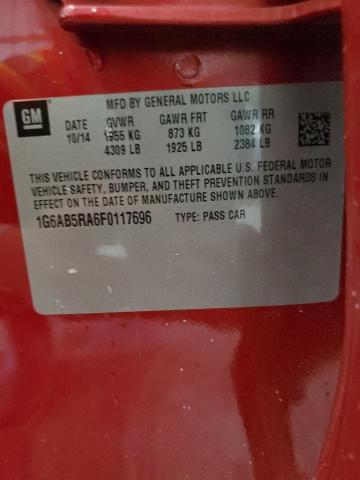 GM
MFD BY GENERAL MOTORS LLC
DATE GVWR GAWR FRT GAWR RR
10/14 1955 KG 873 KG 1082 KG
4309 LB 1925 LB 2384 LB
THIS VEHICLE CONFORMS TO ALL APPLICABLE U.S. FEDERAL MOTOR
VEHICLE SAFETY, BUMPER, AND THEFT PREVENTION STANDARDS IN
EFFECT ON THE DATE OF MANUFACTURE SHOWN ABOVE.
1G6AB5RA6F0117696 TYPE: PASS CAR